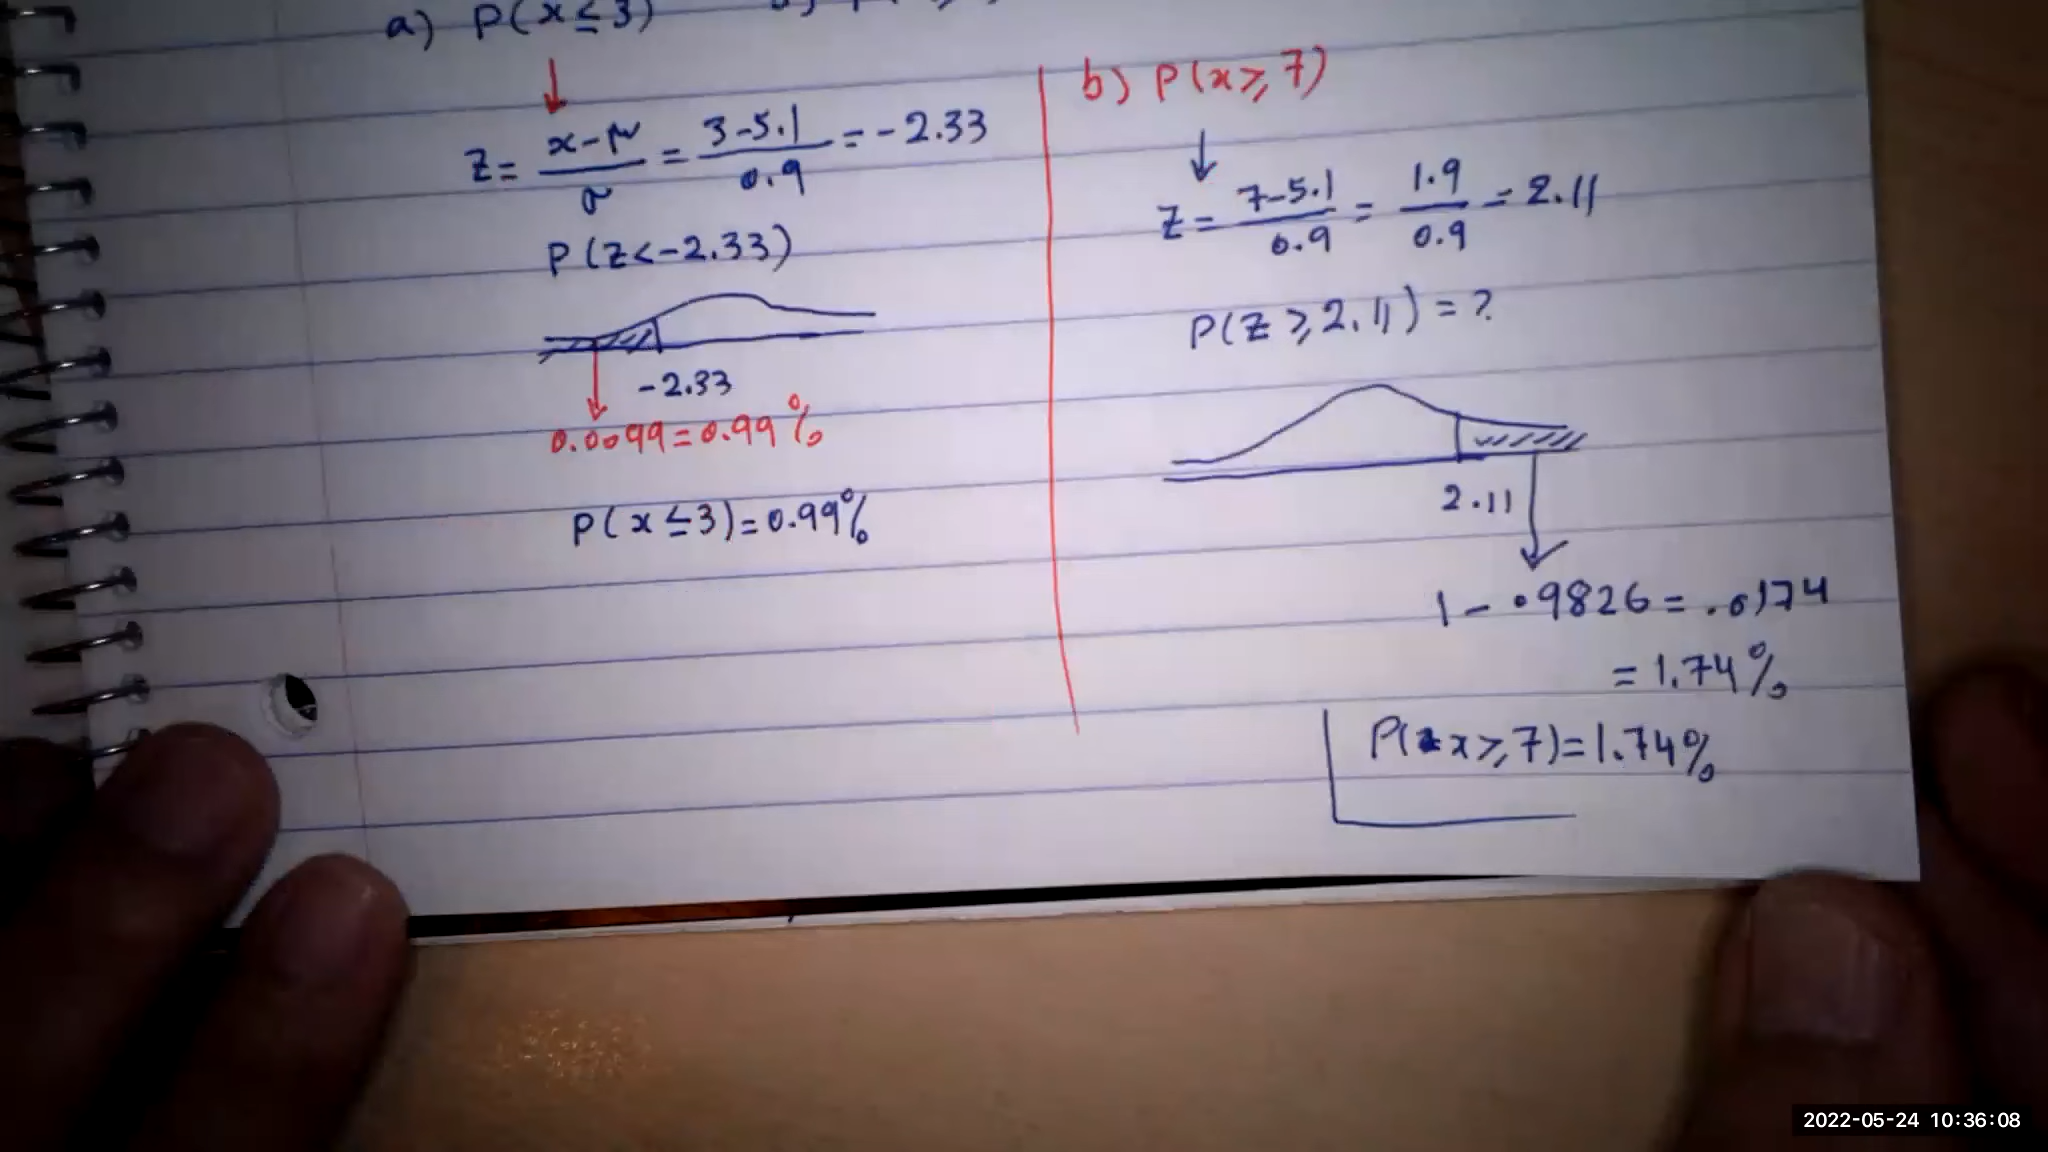 a) P(x ≤ 3)
Z = (x-μ)/σ = (3-5.1)/0.9 = -2.33
P(Z<-2.33)
-2.33
0.0099=0.99%
P(x ≤ 3)=0.99%
b) P(x ≥ 7)
Z = (7-5.1)/0.9 = 1.9/0.9 = 2.11
P(Z ≥ 2.11) = ?
2.11
1 - .9826 = .0174
= 1.74%
P(x ≥ 7)=1.74%
2022-05-24 10:36:08